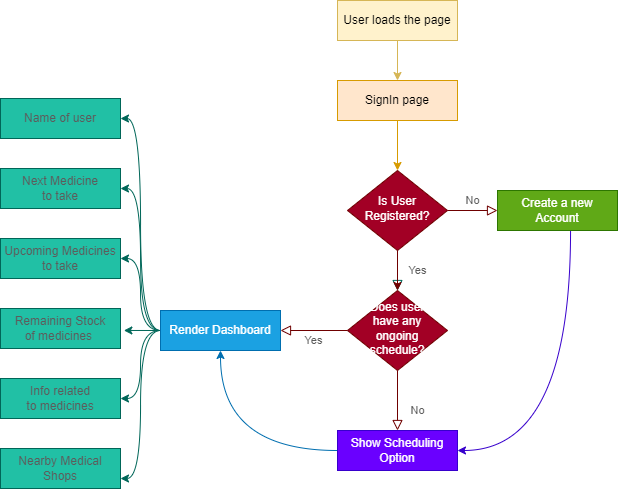 User loads the page
SignIn page
Is User
Registered?
No
Create a new
Account
Yes
Does user
have any
ongoing
schedule?
Yes
Render Dashboard
No
Show Scheduling
Option
Name of user
Next Medicine
to take
Upcoming Medicines
to take
Remaining Stock
of medicines
Info related
to medicines
Nearby Medical
Shops